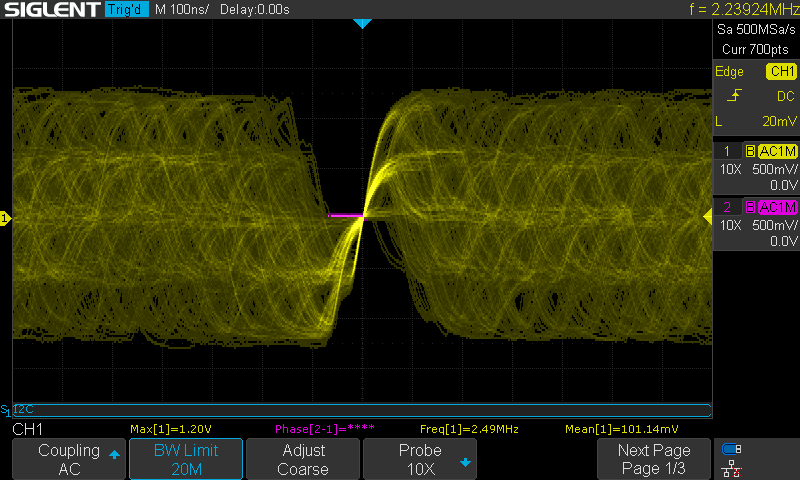 SIGLENT Trig'd M 100ns/ Delay:0.00s f = 2.23924MHz
Sa 500MSa/s
Curr 700pts
Edge CH1
DC
L 20mV
1 B AC1M
10X 500mV/
0.0V
2 B AC1M
10X 500mV/
0.0V
1
S1 I2C
CH1 Max[1]=1.20V Phase[2-1]=**** Freq[1]=2.49MHz Mean[1]=101.14mV
Coupling BW Limit Adjust Probe Next Page
AC 20M Coarse 10X Page 1/3